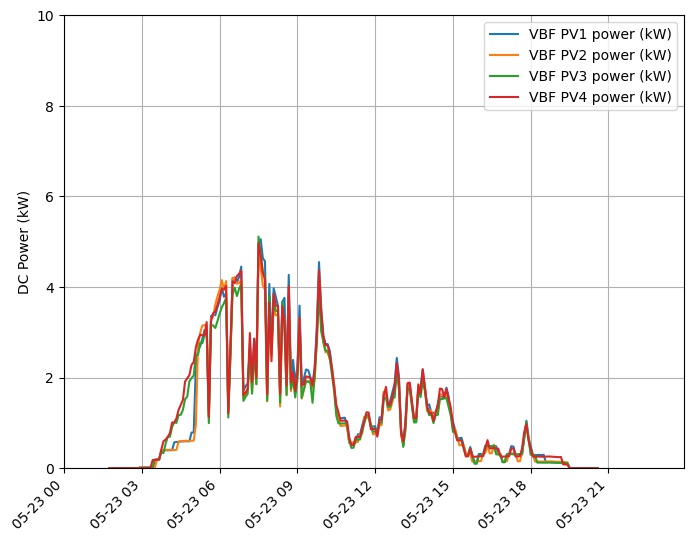 VBF PV1 power (kW)
VBF PV2 power (kW)
VBF PV3 power (kW)
VBF PV4 power (kW)
DC Power (kW)
10
8
6
4
2
0
05-23 00
05-23 03
05-23 06
05-23 09
05-23 12
05-23 15
05-23 18
05-23 21